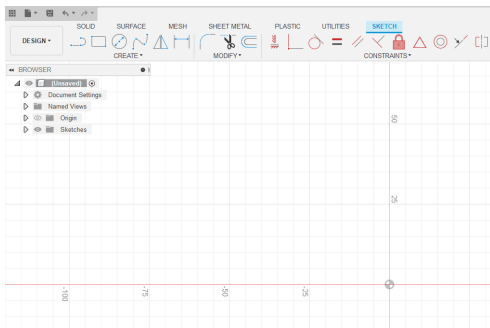 SOLID SURFACE MESH SHEET METAL PLASTIC UTILITIES SKETCH
DESIGN
CREATE MODIFY CONSTRAINTS
BROWSER
(Unsaved)
Document Settings
Named Views
Origin
Sketches
50
25
-100 -75 -50 -25